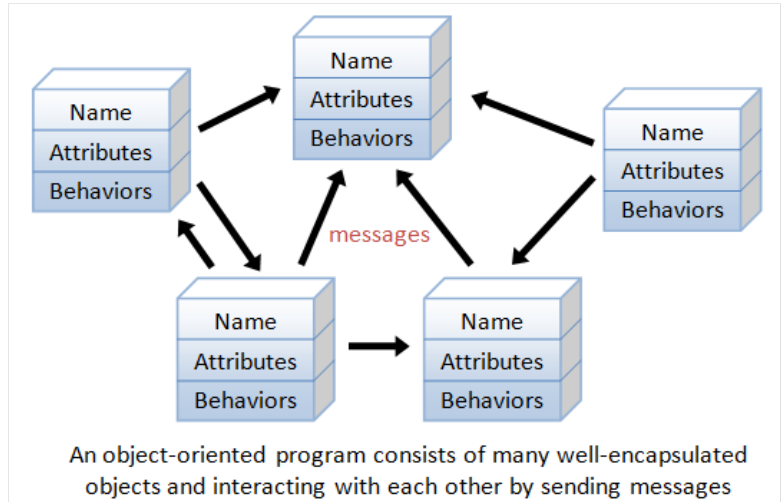 Name
Attributes
Behaviors
Name
Attributes
Behaviors
Name
Attributes
Behaviors
messages
Name
Attributes
Behaviors
Name
Attributes
Behaviors
An object-oriented program consists of many well-encapsulated
objects and interacting with each other by sending messages